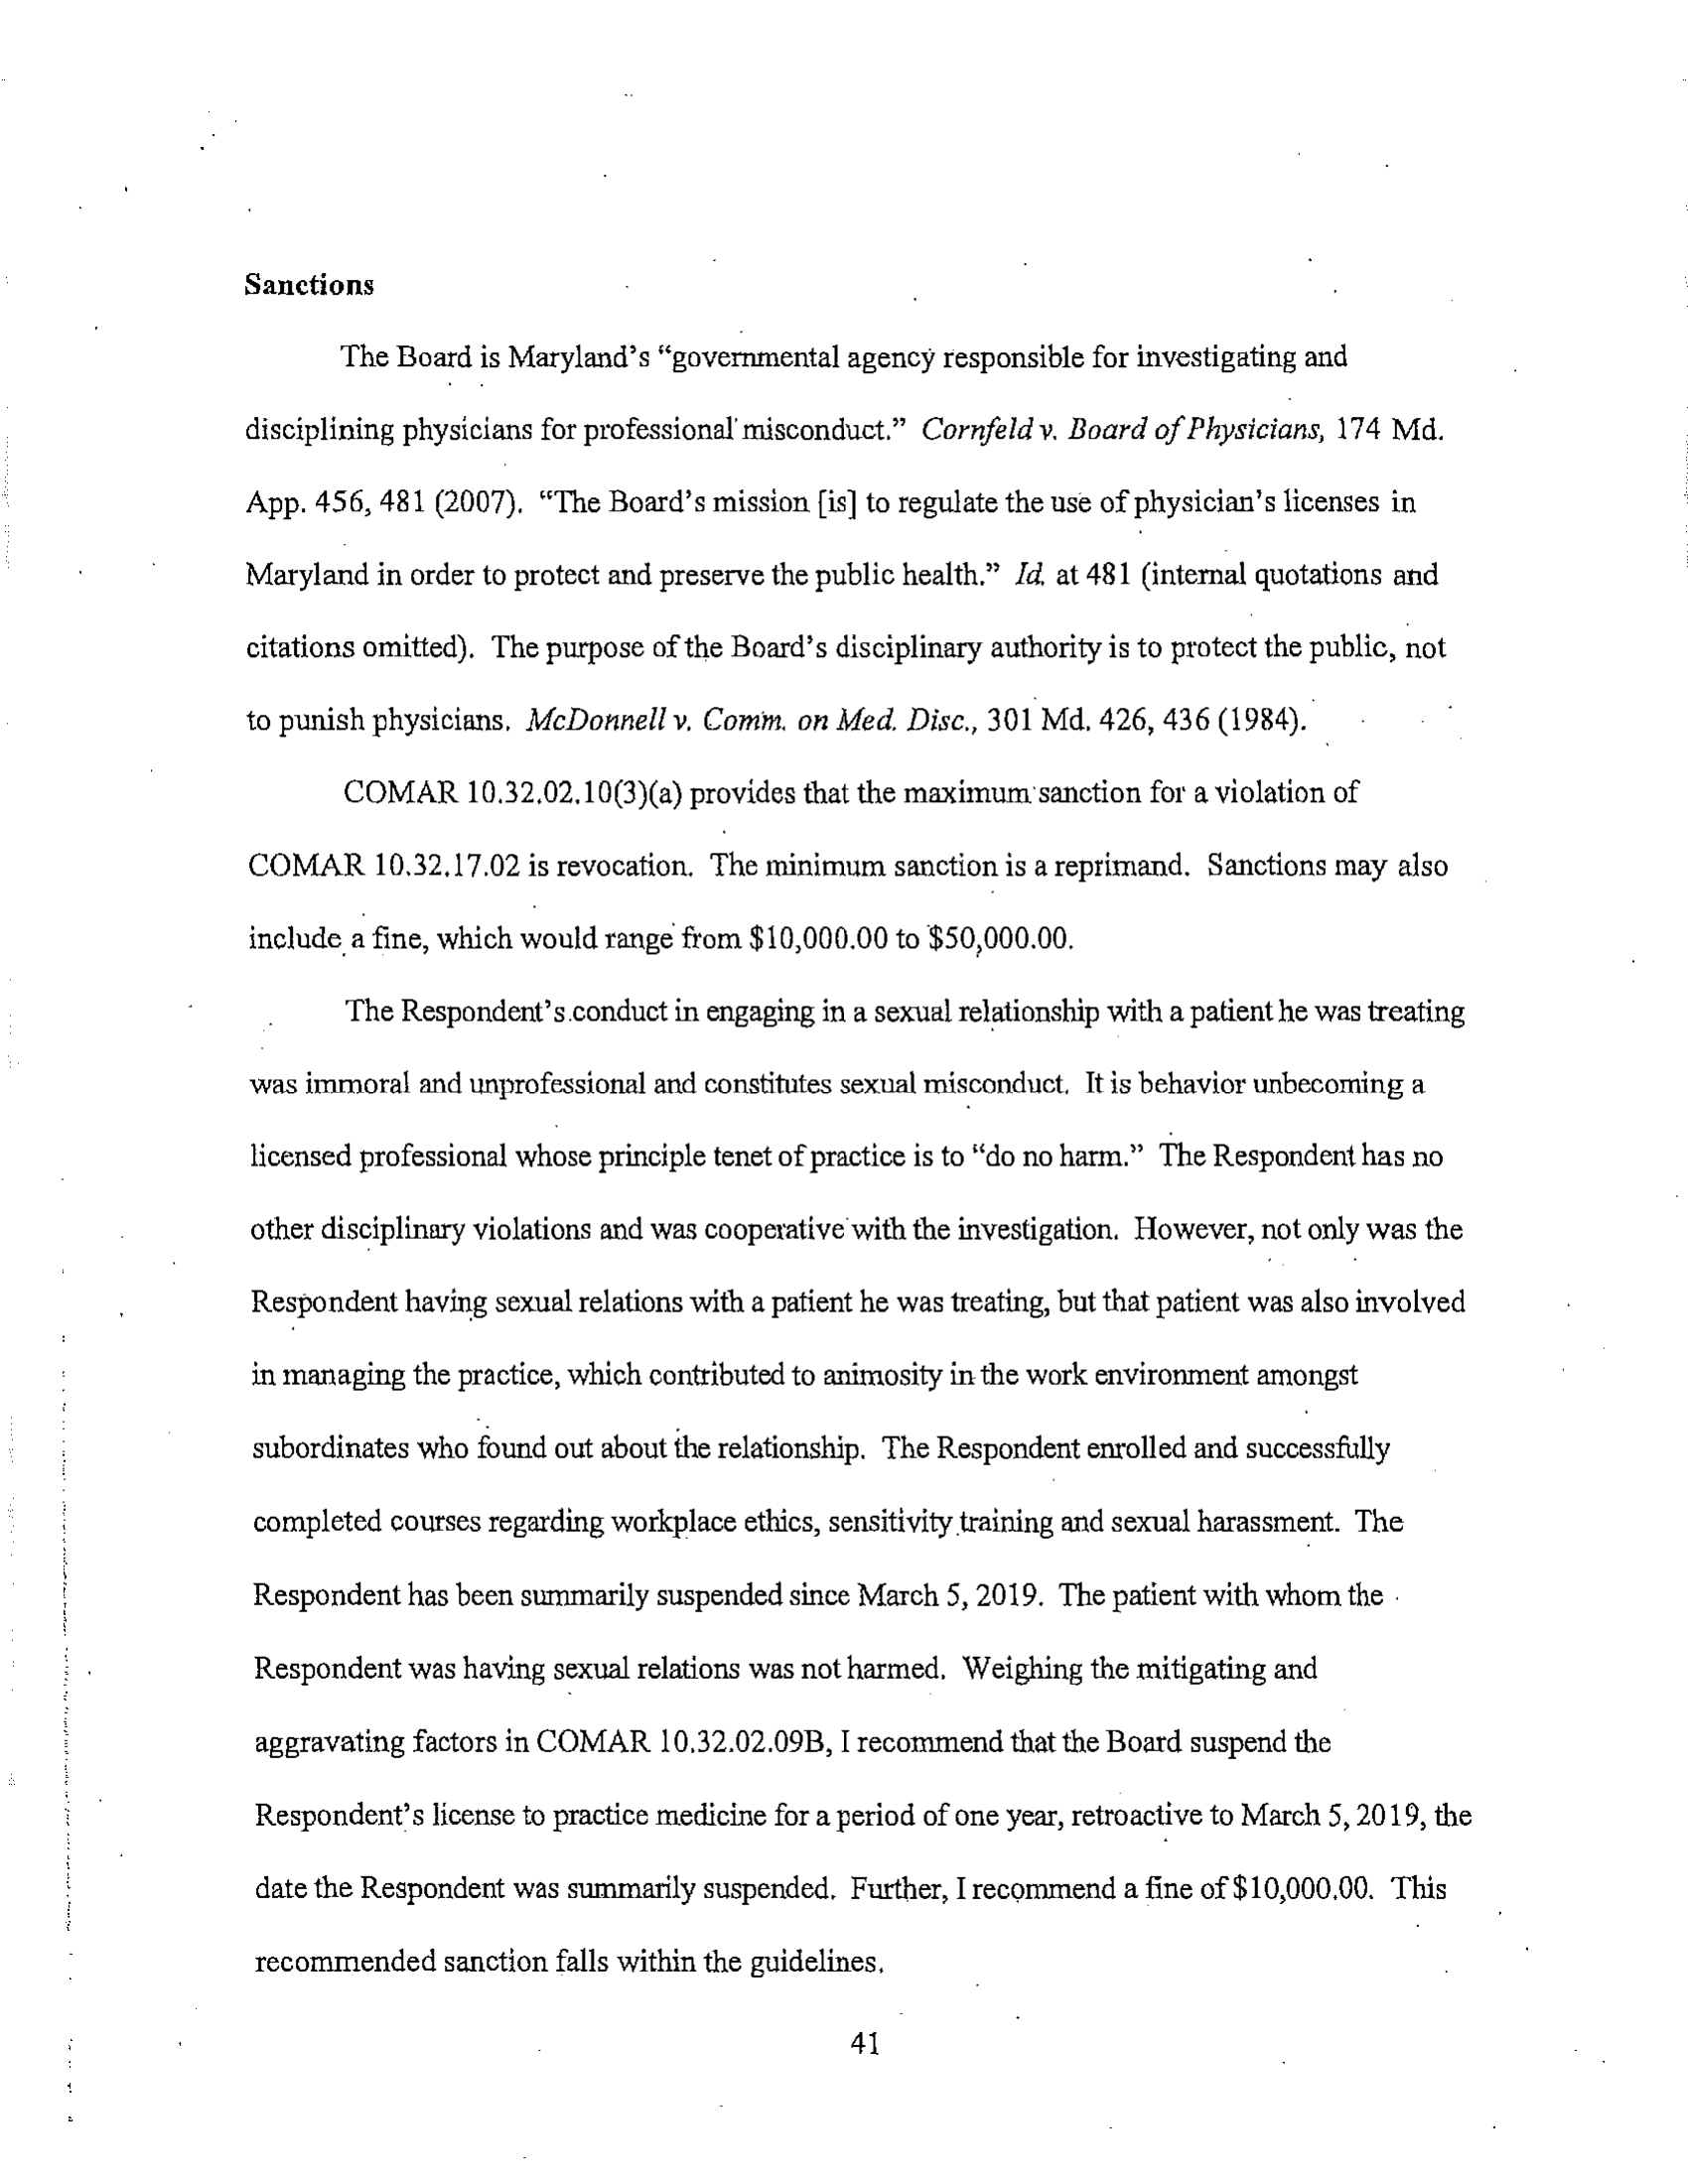 Sanctions
The Board is Maryland's “governmental agency responsible for investigating and
disciplining physicians for professional misconduct.” Cornfeld v. Board of Physicians, 174 Md.
App. 456, 481 (2007). “The Board's mission [is] to regulate the use of physician's licenses in
Maryland in order to protect and preserve the public health.” Id. at 481 (internal quotations and
citations omitted). The purpose of the Board's disciplinary authority is to protect the public, not
to punish physicians. McDonnell v. Comm. on Med. Disc., 301 Md. 426, 436 (1984).
COMAR 10.32.02.10(3)(a) provides that the maximum sanction for a violation of
COMAR 10.32.17.02 is revocation. The minimum sanction is a reprimand. Sanctions may also
include a fine, which would range from $10,000.00 to $50,000.00.
The Respondent's conduct in engaging in a sexual relationship with a patient he was treating
was immoral and unprofessional and constitutes sexual misconduct. It is behavior unbecoming a
licensed professional whose principle tenet of practice is to “do no harm.” The Respondent has no
other disciplinary violations and was cooperative with the investigation. However, not only was the
Respondent having sexual relations with a patient he was treating, but that patient was also involved
in managing the practice, which contributed to animosity in the work environment amongst
subordinates who found out about the relationship. The Respondent enrolled and successfully
completed courses regarding workplace ethics, sensitivity training and sexual harassment. The
Respondent has been summarily suspended since March 5, 2019. The patient with whom the
Respondent was having sexual relations was not harmed. Weighing the mitigating and
aggravating factors in COMAR 10.32.02.09B, I recommend that the Board suspend the
Respondent's license to practice medicine for a period of one year, retroactive to March 5, 2019, the
date the Respondent was summarily suspended. Further, I recommend a fine of $10,000.00. This
recommended sanction falls within the guidelines.
41